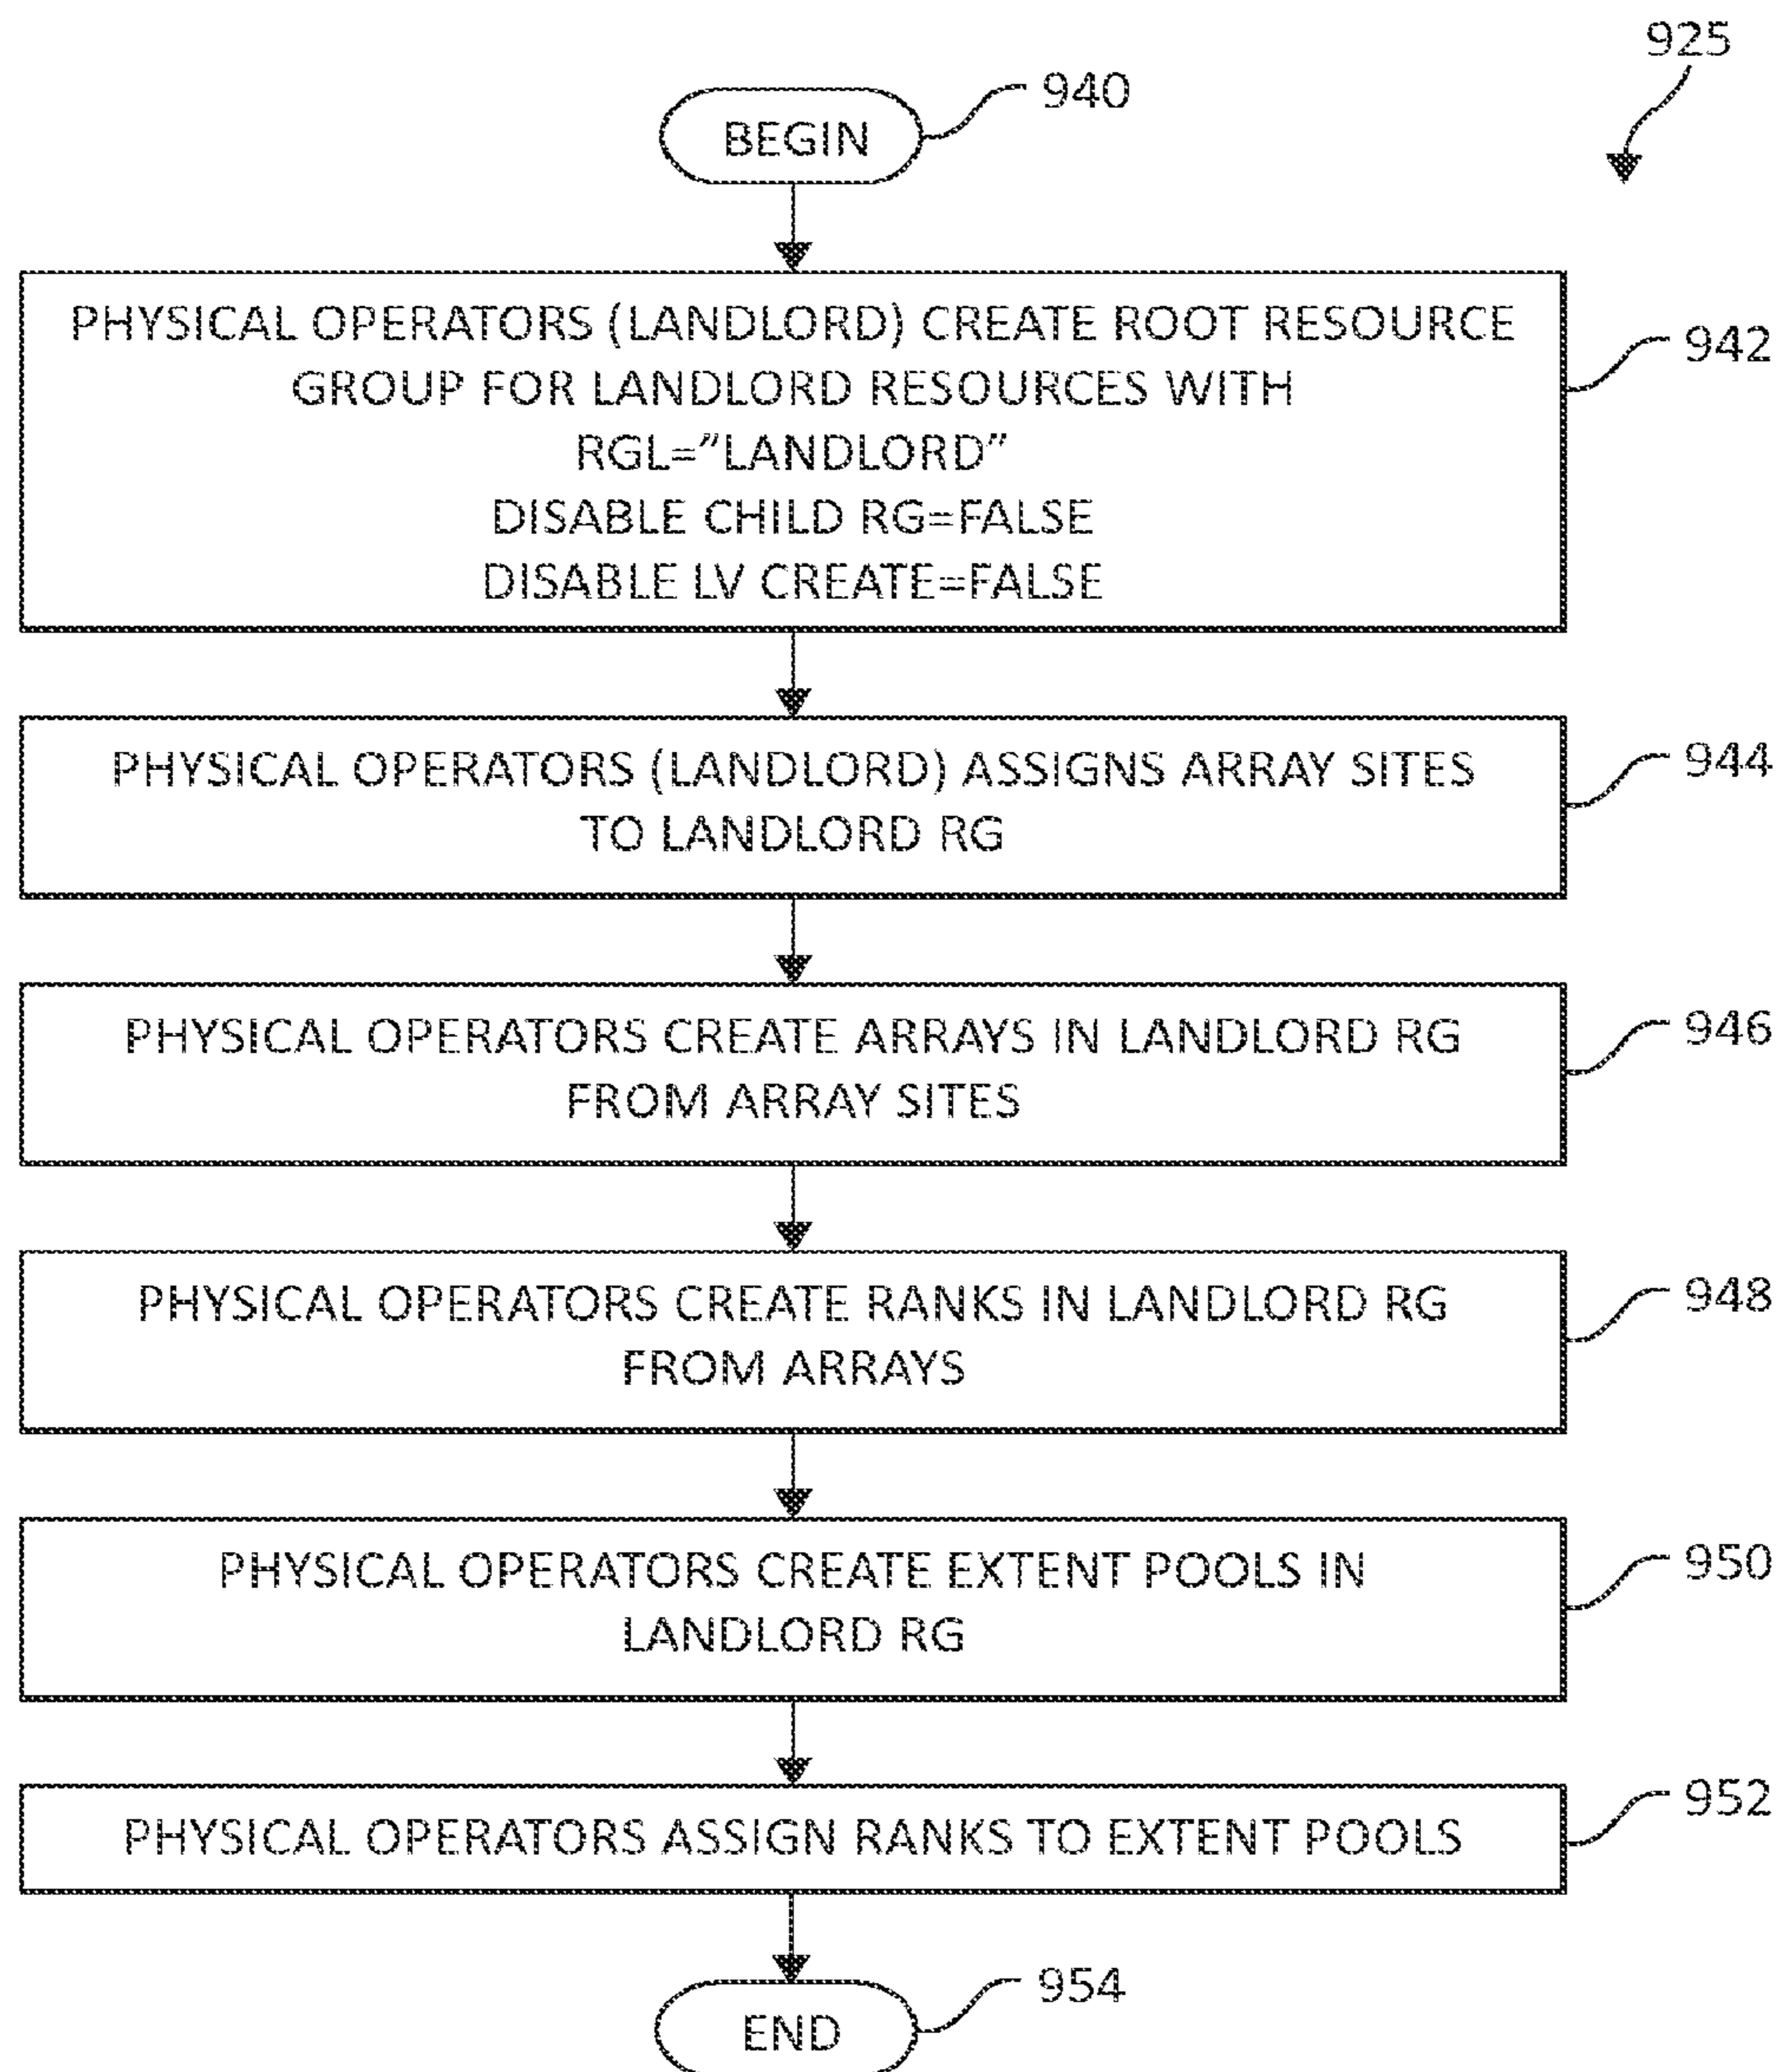 925
BEGIN
940
PHYSICAL OPERATORS (LANDLORD) CREATE ROOT RESOURCE
GROUP FOR LANDLORD RESOURCES WITH
RGL=”LANDLORD”
DISABLE CHILD RG=FALSE
DISABLE LV CREATE=FALSE
942
PHYSICAL OPERATORS (LANDLORD) ASSIGNS ARRAY SITES
TO LANDLORD RG
944
PHYSICAL OPERATORS CREATE ARRAYS IN LANDLORD RG
FROM ARRAY SITES
946
PHYSICAL OPERATORS CREATE RANKS IN LANDLORD RG
FROM ARRAYS
948
PHYSICAL OPERATORS CREATE EXTENT POOLS IN
LANDLORD RG
950
PHYSICAL OPERATORS ASSIGN RANKS TO EXTENT POOLS
952
END
954